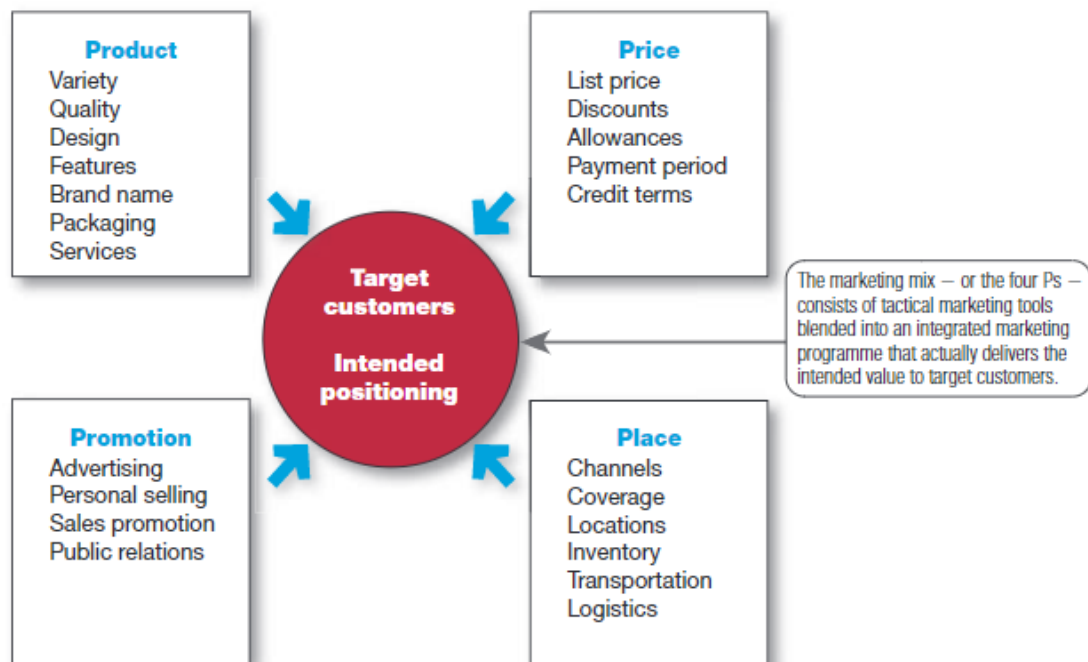 Product
Variety
Quality
Design
Features
Brand name
Packaging
Services
Price
List price
Discounts
Allowances
Payment period
Credit terms
Target
customers
Intended
positioning
The marketing mix – or the four Ps –
consists of tactical marketing tools
blended into an integrated marketing
programme that actually delivers the
intended value to target customers.
Promotion
Advertising
Personal selling
Sales promotion
Public relations
Place
Channels
Coverage
Locations
Inventory
Transportation
Logistics